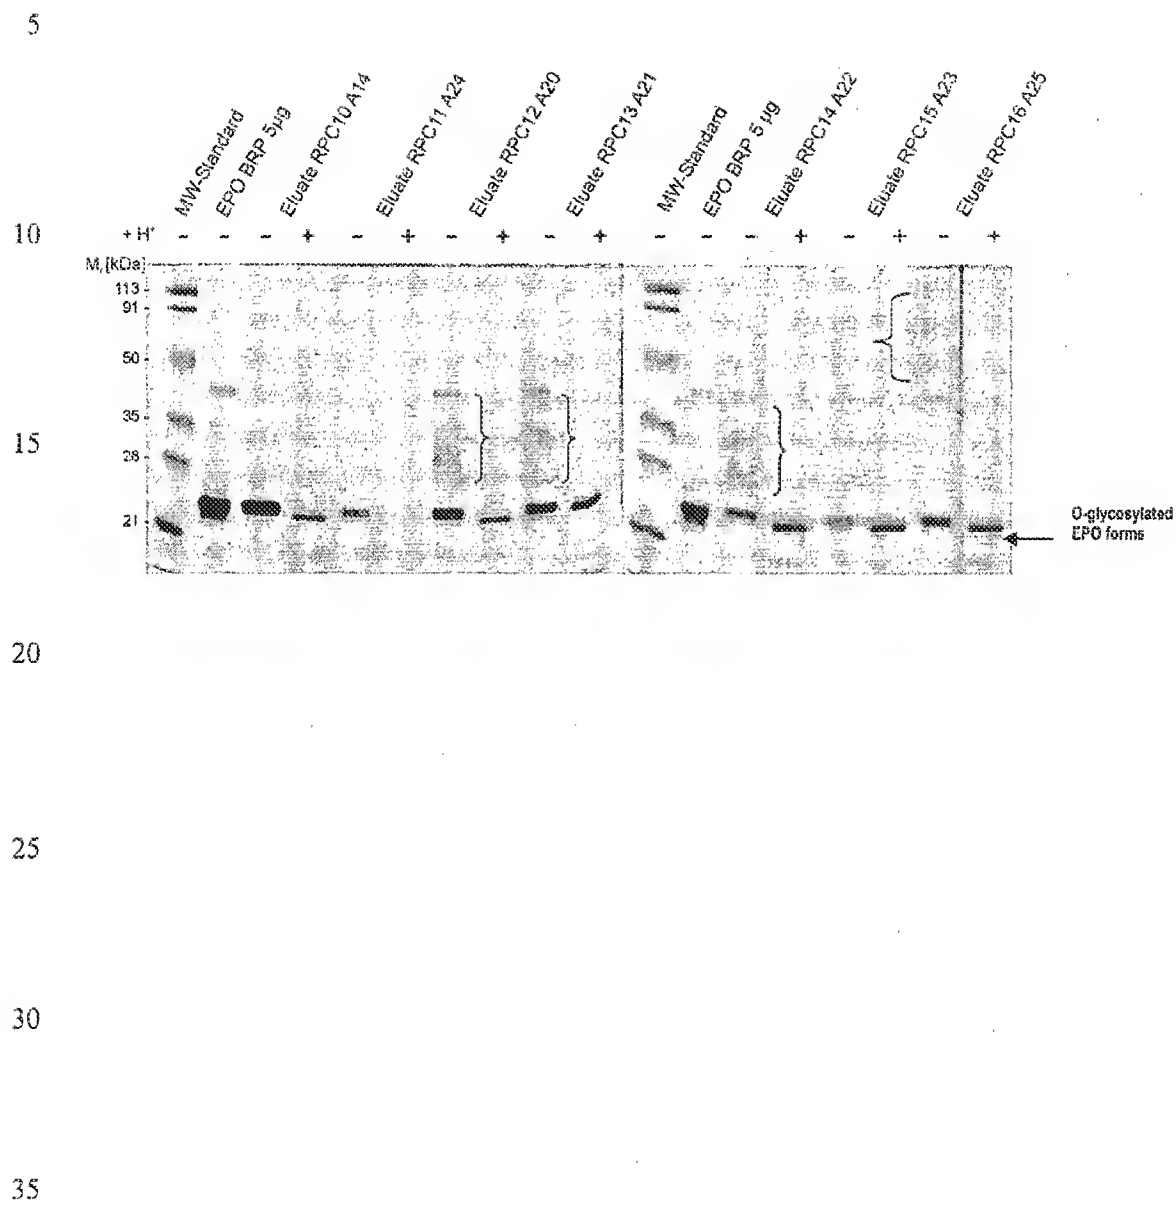 5
MW-Standard
EPO BRP 5µg
Eluate RPC10 A14
Eluate RPC11 A24
Eluate RPC12 A20
Eluate RPC13 A21
MW-Standard
EPO BRP 5 µg
Eluate RPC14 A22
Eluate RPC15 A23
Eluate RPC16 A25
10
+ H⁺ - - - + - + - + - + - - - + - + - +
Mr [kDa]
113
91
50
35
15
28
21
O-glycosylated
EPO forms
20
25
30
35